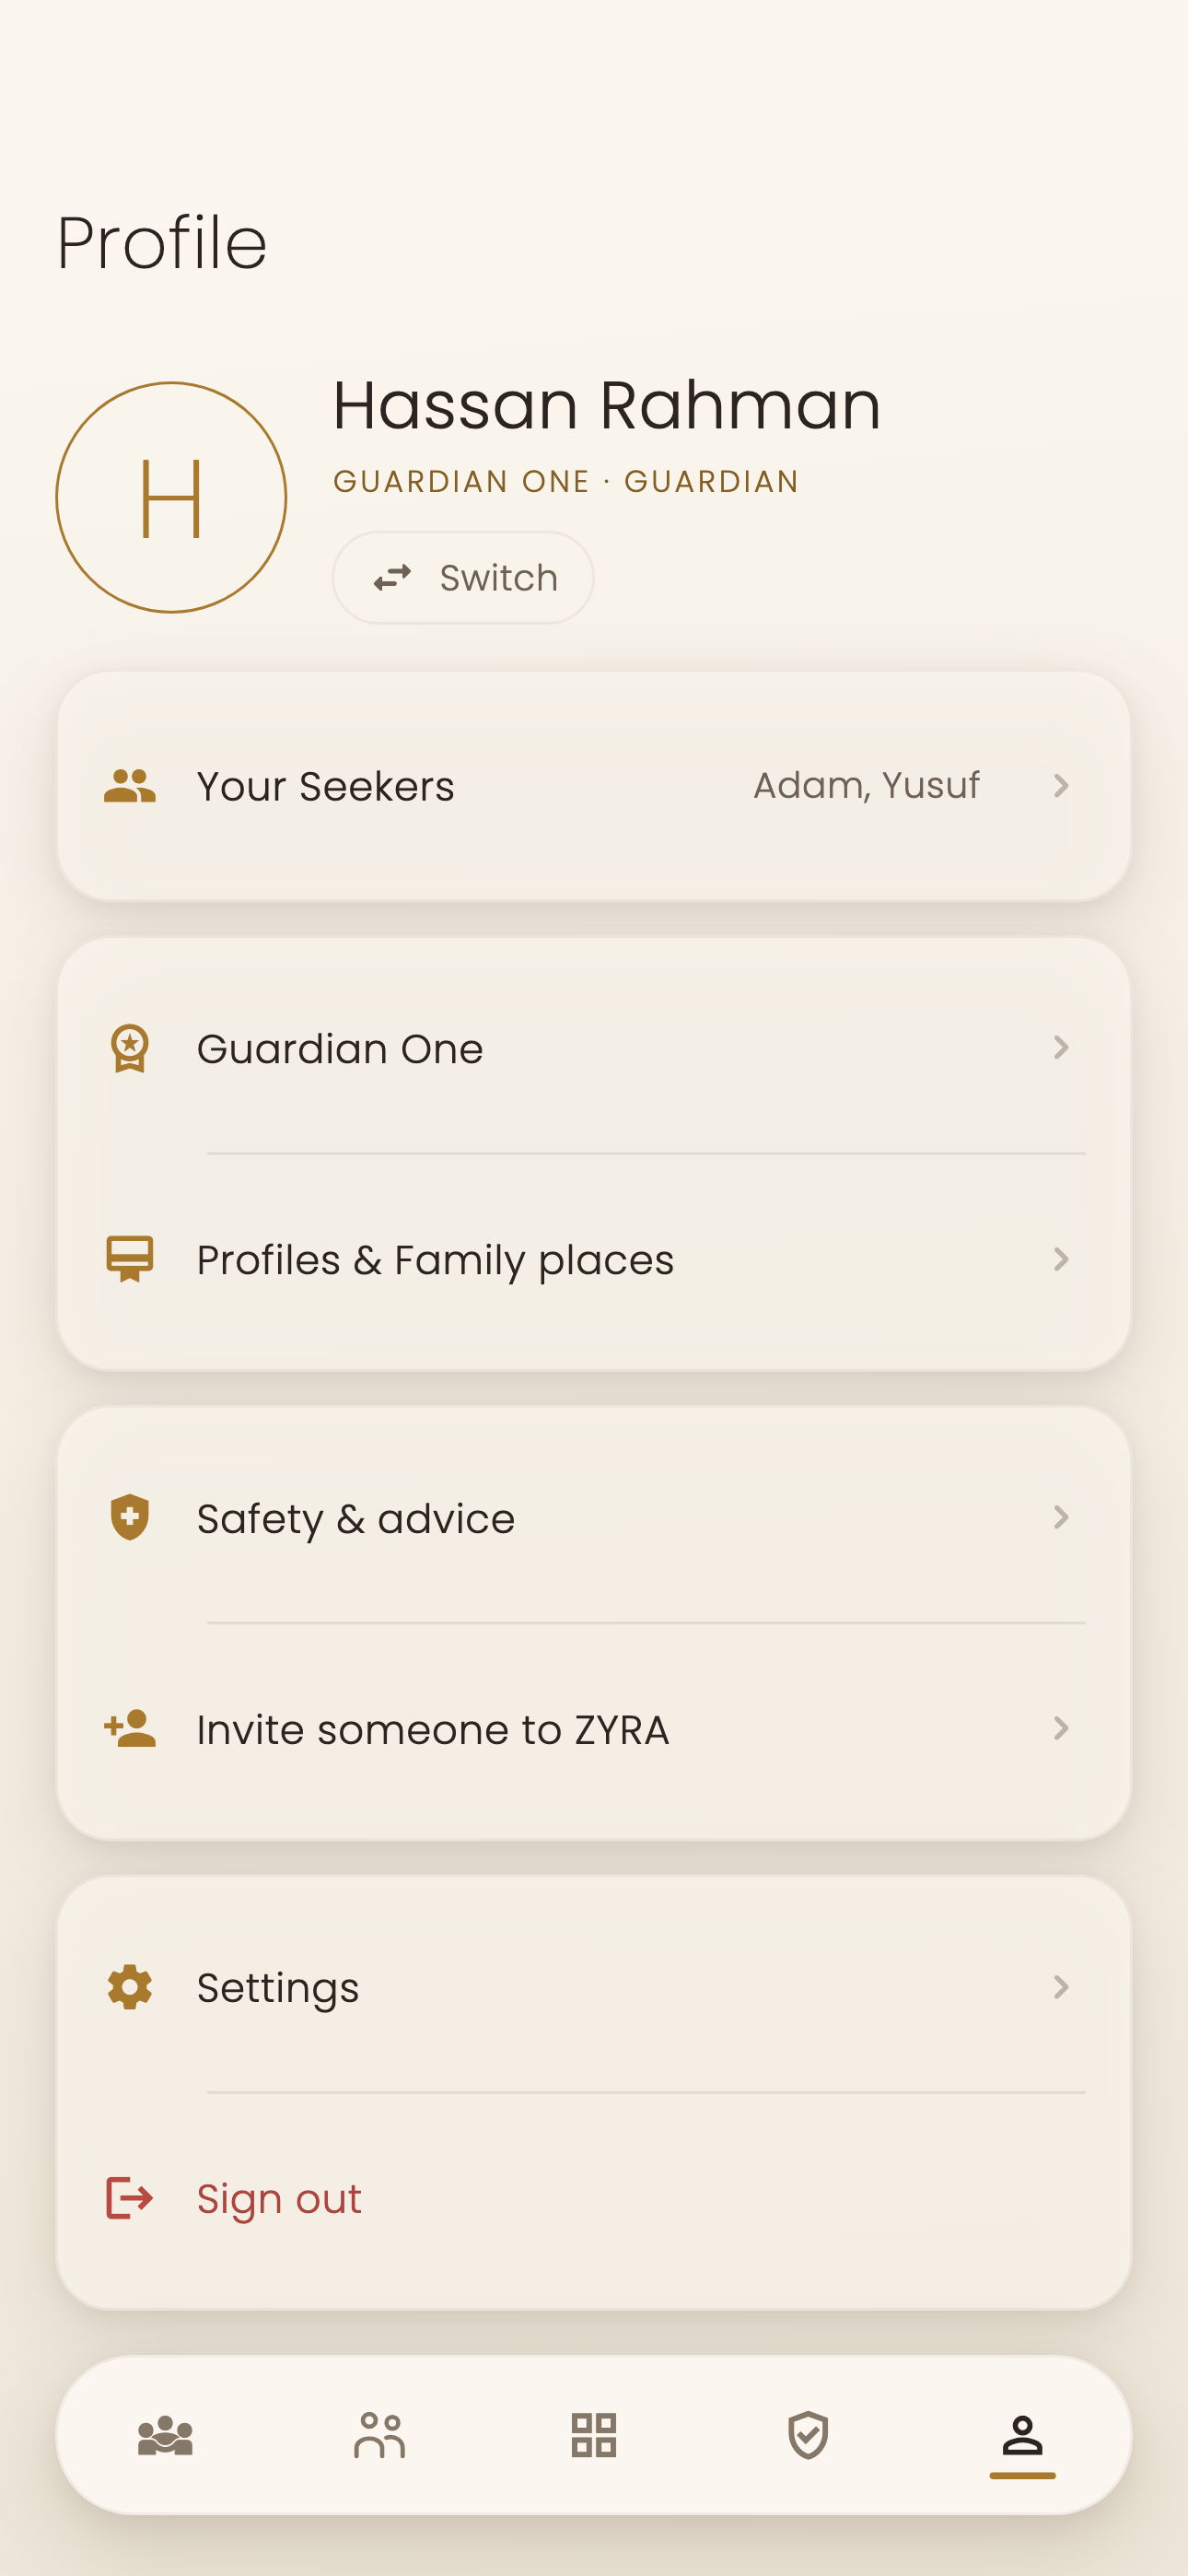 Profile
H
Hassan Rahman
GUARDIAN ONE · GUARDIAN
Switch
Your Seekers Adam, Yusuf
Guardian One
Profiles & Family places
Safety & advice
Invite someone to ZYRA
Settings
Sign out